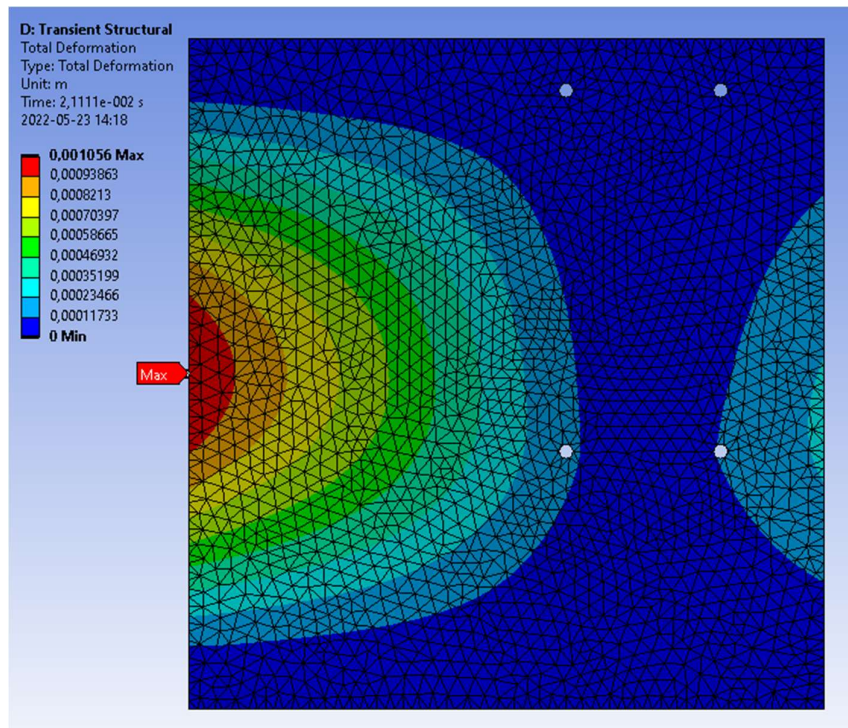 D: Transient Structural
Total Deformation
Type: Total Deformation
Unit: m
Time: 2,1111e-002 s
2022-05-23 14:18
0,001056 Max
0,00093863
0,0008213
0,00070397
0,00058665
0,00046932
0,00035199
0,00023466
0,00011733
0 Min
Max